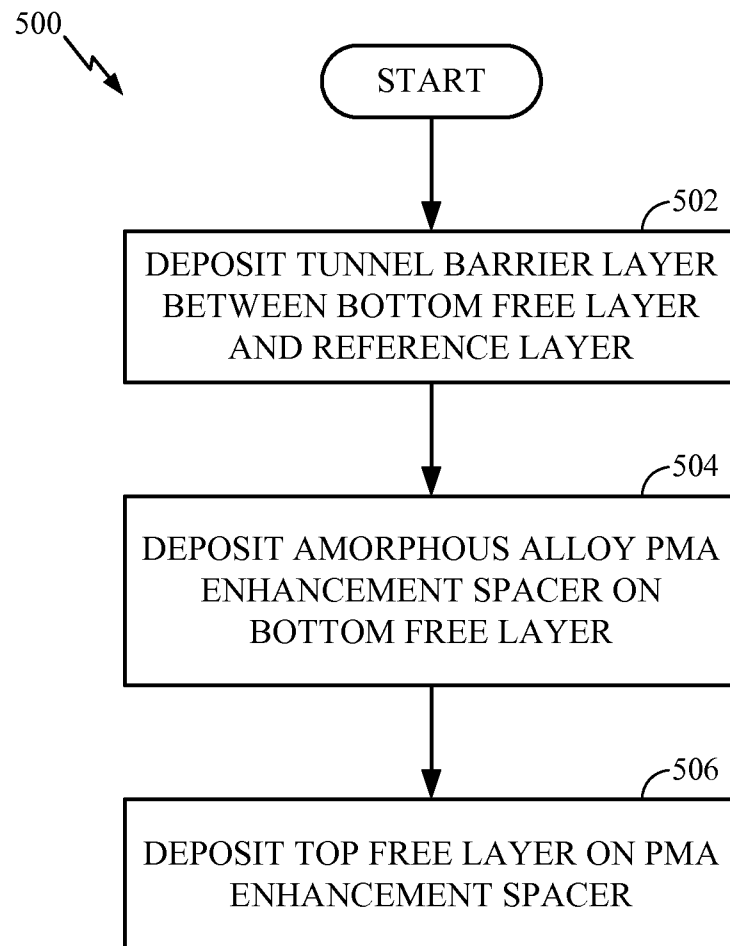 500
START
502
DEPOSIT TUNNEL BARRIER LAYER
BETWEEN BOTTOM FREE LAYER
AND REFERENCE LAYER
504
DEPOSIT AMORPHOUS ALLOY PMA
ENHANCEMENT SPACER ON
BOTTOM FREE LAYER
506
DEPOSIT TOP FREE LAYER ON PMA
ENHANCEMENT SPACER